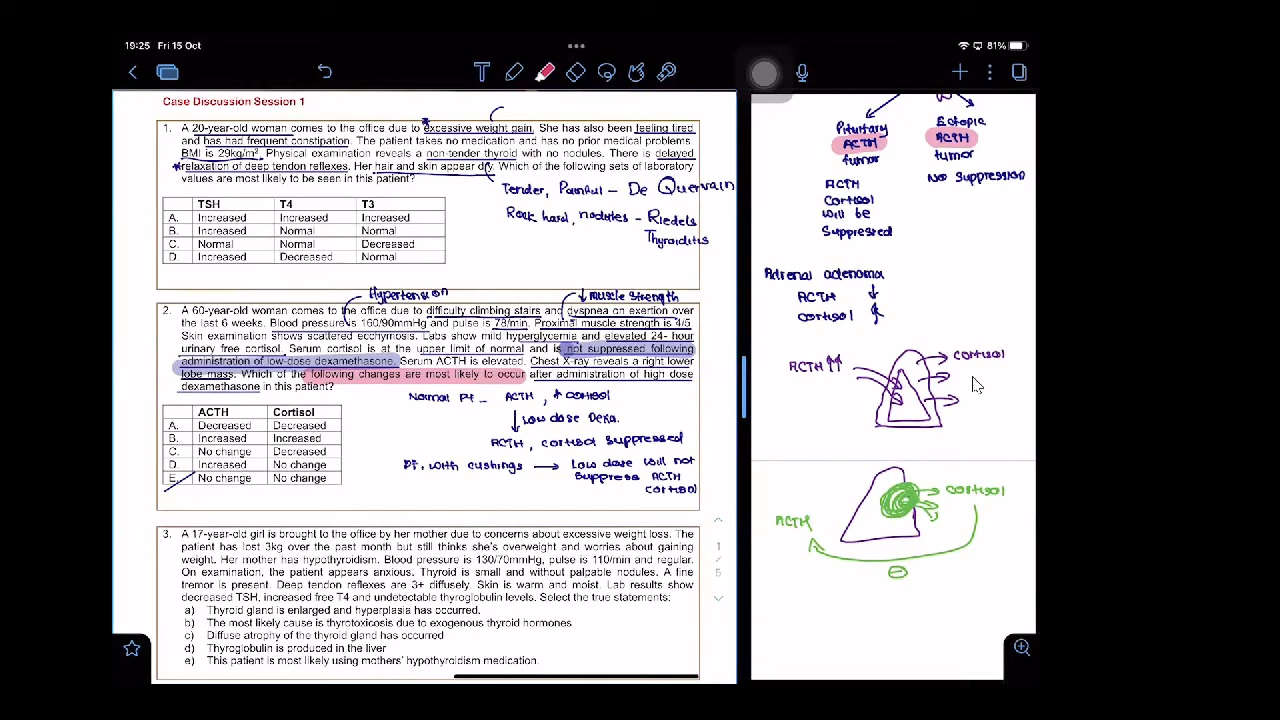 19:25 Fri 15 Oct
81%
Case Discussion Session 1
1. A 20-year-old woman comes to the office due to excessive weight gain. She has also been feeling tired
and has had frequent constipation. The patient takes no medication and has no prior medical problems.
BMI is 29kg/m². Physical examination reveals a non-tender thyroid with no nodules. There is delayed
relaxation of deep tendon reflexes. Her hair and skin appear dry. Which of the following sets of laboratory
values are most likely to be seen in this patient?
Tender, Painful - De Quervain
Rock hard, nodules - Riedels
Thyroiditis
TSH T4 T3
A. Increased Increased Increased
B. Increased Normal Normal
C. Normal Normal Decreased
D. Increased Decreased Normal
Hypertension
↓ muscle strength
2. A 60-year-old woman comes to the office due to difficulty climbing stairs and dyspnea on exertion over
the last 6 weeks. Blood pressure is 160/90mmHg and pulse is 78/min. Proximal muscle strength is 4/5.
Skin examination shows scattered ecchymosis. Labs show mild hyperglycemia and elevated 24- hour
urinary free cortisol. Serum cortisol is at the upper limit of normal and is not suppressed following
administration of low-dose dexamethasone. Serum ACTH is elevated. Chest X-ray reveals a right lower
lobe mass. Which of the following changes are most likely to occur after administration of high dose
dexamethasone in this patient?
Normal Pt - ACTH, ↑ cortisol
↓ Low dose Dexa.
ACTH, cortisol suppressed
Pt. with cushings → Low dose will not
suppress ACTH
cortisol
ACTH Cortisol
A. Decreased Decreased
B. Increased Increased
C. No change Decreased
D. Increased No change
E. No change No change
3. A 17-year-old girl is brought to the office by her mother due to concerns about excessive weight loss. The
patient has lost 3kg over the past month but still thinks she's overweight and worries about gaining
weight. Her mother has hypothyroidism. Blood pressure is 130/70mmHg, pulse is 110/min and regular.
On examination, the patient appears anxious. Thyroid is small and without palpable nodules. A fine
tremor is present. Deep tendon reflexes are 3+ diffusely. Skin is warm and moist. Lab results show
decreased TSH, increased free T4 and undetectable thyroglobulin levels. Select the true statements:
a) Thyroid gland is enlarged and hyperplasia has occurred.
b) The most likely cause is thyrotoxicosis due to exogenous thyroid hormones
c) Diffuse atrophy of the thyroid gland has occurred
d) Thyroglobulin is produced in the liver
e) This patient is most likely using mothers' hypothyroidism medication.
1
5
Pituitary
ACTH
tumor
ACTH
Cortisol
will be
Suppressed
Ectopic
ACTH
tumor
No Suppression
Adrenal adenoma
ACTH ↓
Cortisol ↑
ACTH ↑↑
Cortisol
Cortisol
ACTH